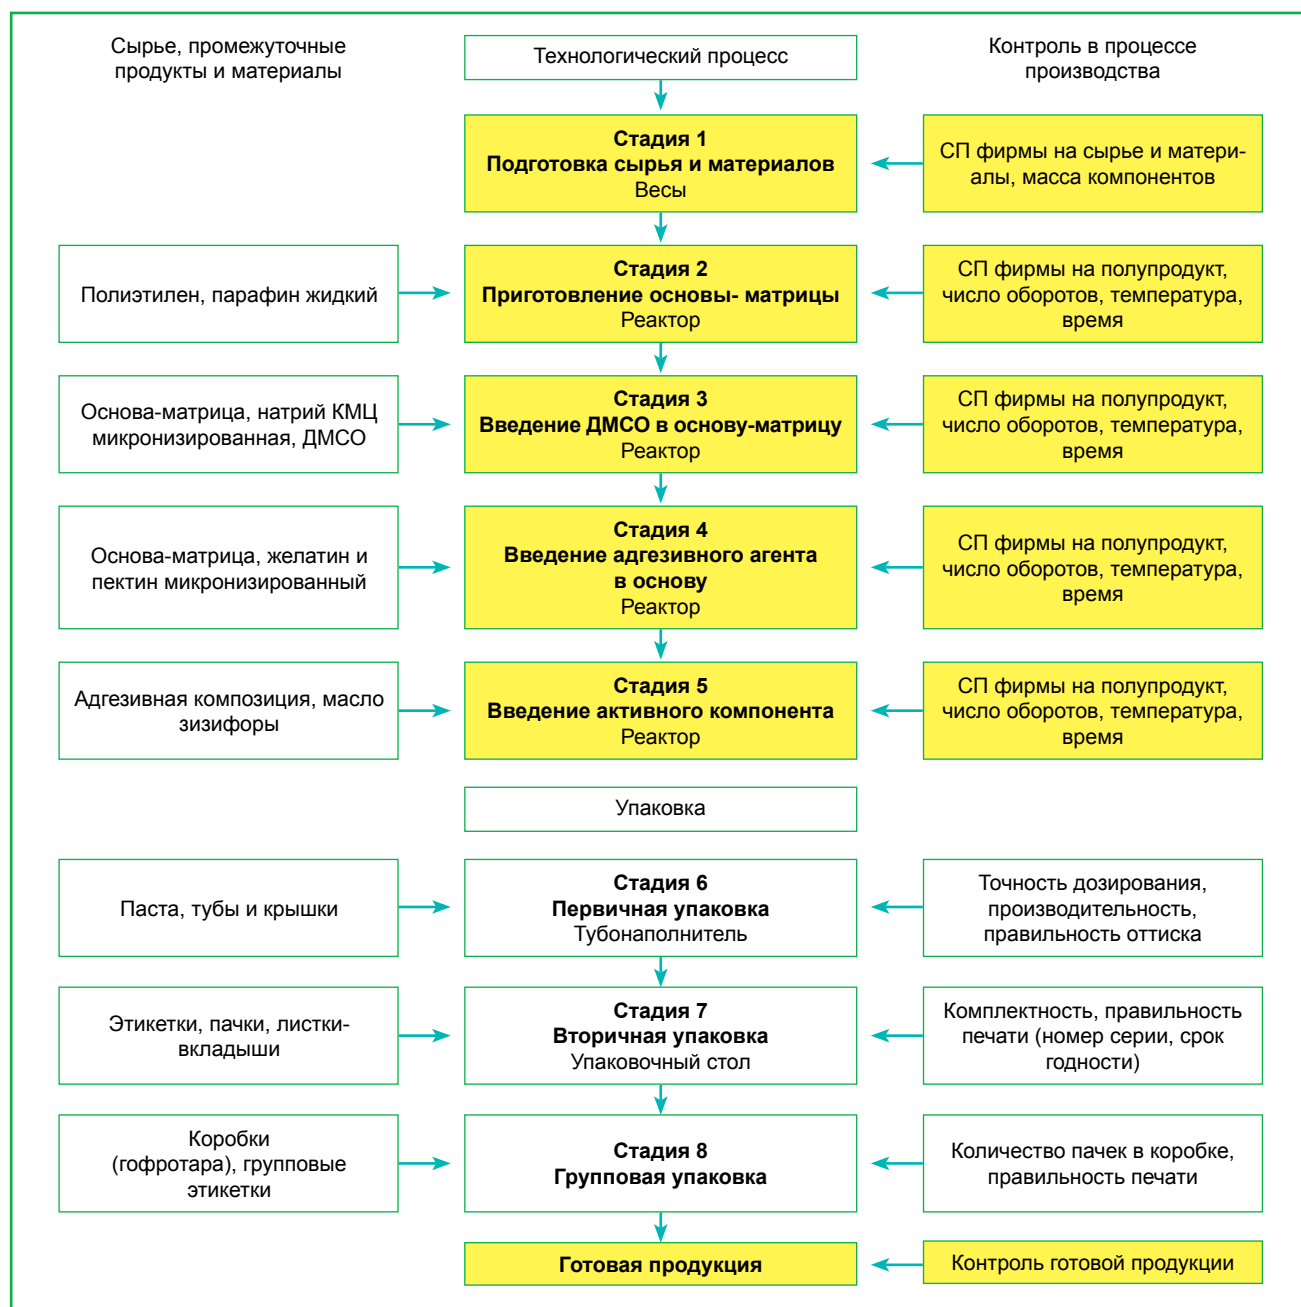 Сырье, промежуточные
продукты и материалы
Технологический процесс
Контроль в процессе
производства
Стадия 1
Подготовка сырья и материалов
Весы
СП фирмы на сырье и матери-
алы, масса компонентов
Полиэтилен, парафин жидкий
Стадия 2
Приготовление основы- матрицы
Реактор
СП фирмы на полупродукт,
число оборотов, температура,
время
Основа-матрица, натрий КМЦ
микронизированная, ДМСО
Стадия 3
Введение ДМСО в основу-матрицу
Реактор
СП фирмы на полупродукт,
число оборотов, температура,
время
Основа-матрица, желатин и
пектин микронизированный
Стадия 4
Введение адгезивного агента
в основу
Реактор
СП фирмы на полупродукт,
число оборотов, температура,
время
Адгезивная композиция, масло
зизифоры
Стадия 5
Введение активного компонента
Реактор
СП фирмы на полупродукт,
число оборотов, температура,
время
Упаковка
Паста, тубы и крышки
Стадия 6
Первичная упаковка
Тубонаполнитель
Точность дозирования,
производительность,
правильность оттиска
Этикетки, пачки, листки-
вкладыши
Стадия 7
Вторичная упаковка
Упаковочный стол
Комплектность, правильность
печати (номер серии, срок
годности)
Коробки
(гофротара), групповые
этикетки
Стадия 8
Групповая упаковка
Количество пачек в коробке,
правильность печати
Готовая продукция
Контроль готовой продукции